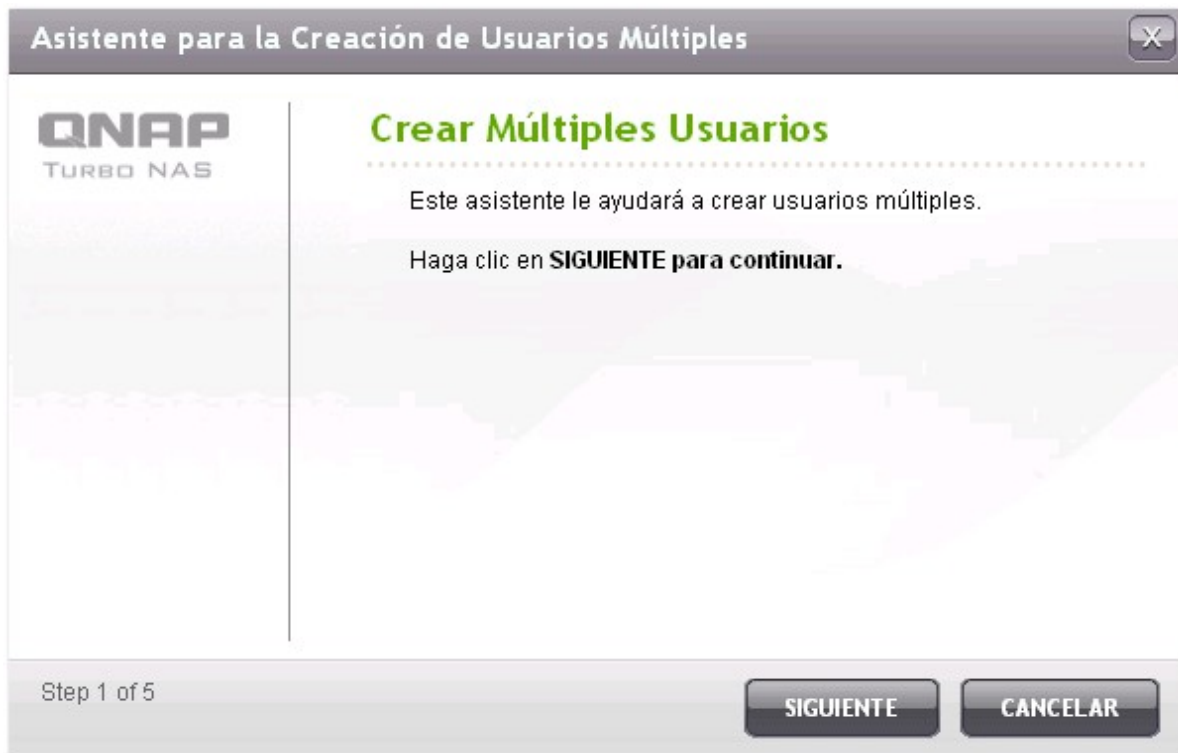 Asistente para la Creación de Usuarios Múltiples
X
QNAP
TURBO NAS
Crear Múltiples Usuarios
Este asistente le ayudará a crear usuarios múltiples.
Haga clic en SIGUIENTE para continuar.
Step 1 of 5
SIGUIENTE
CANCELAR